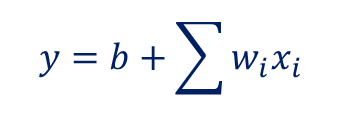 y = b + ∑ wᵢxᵢ